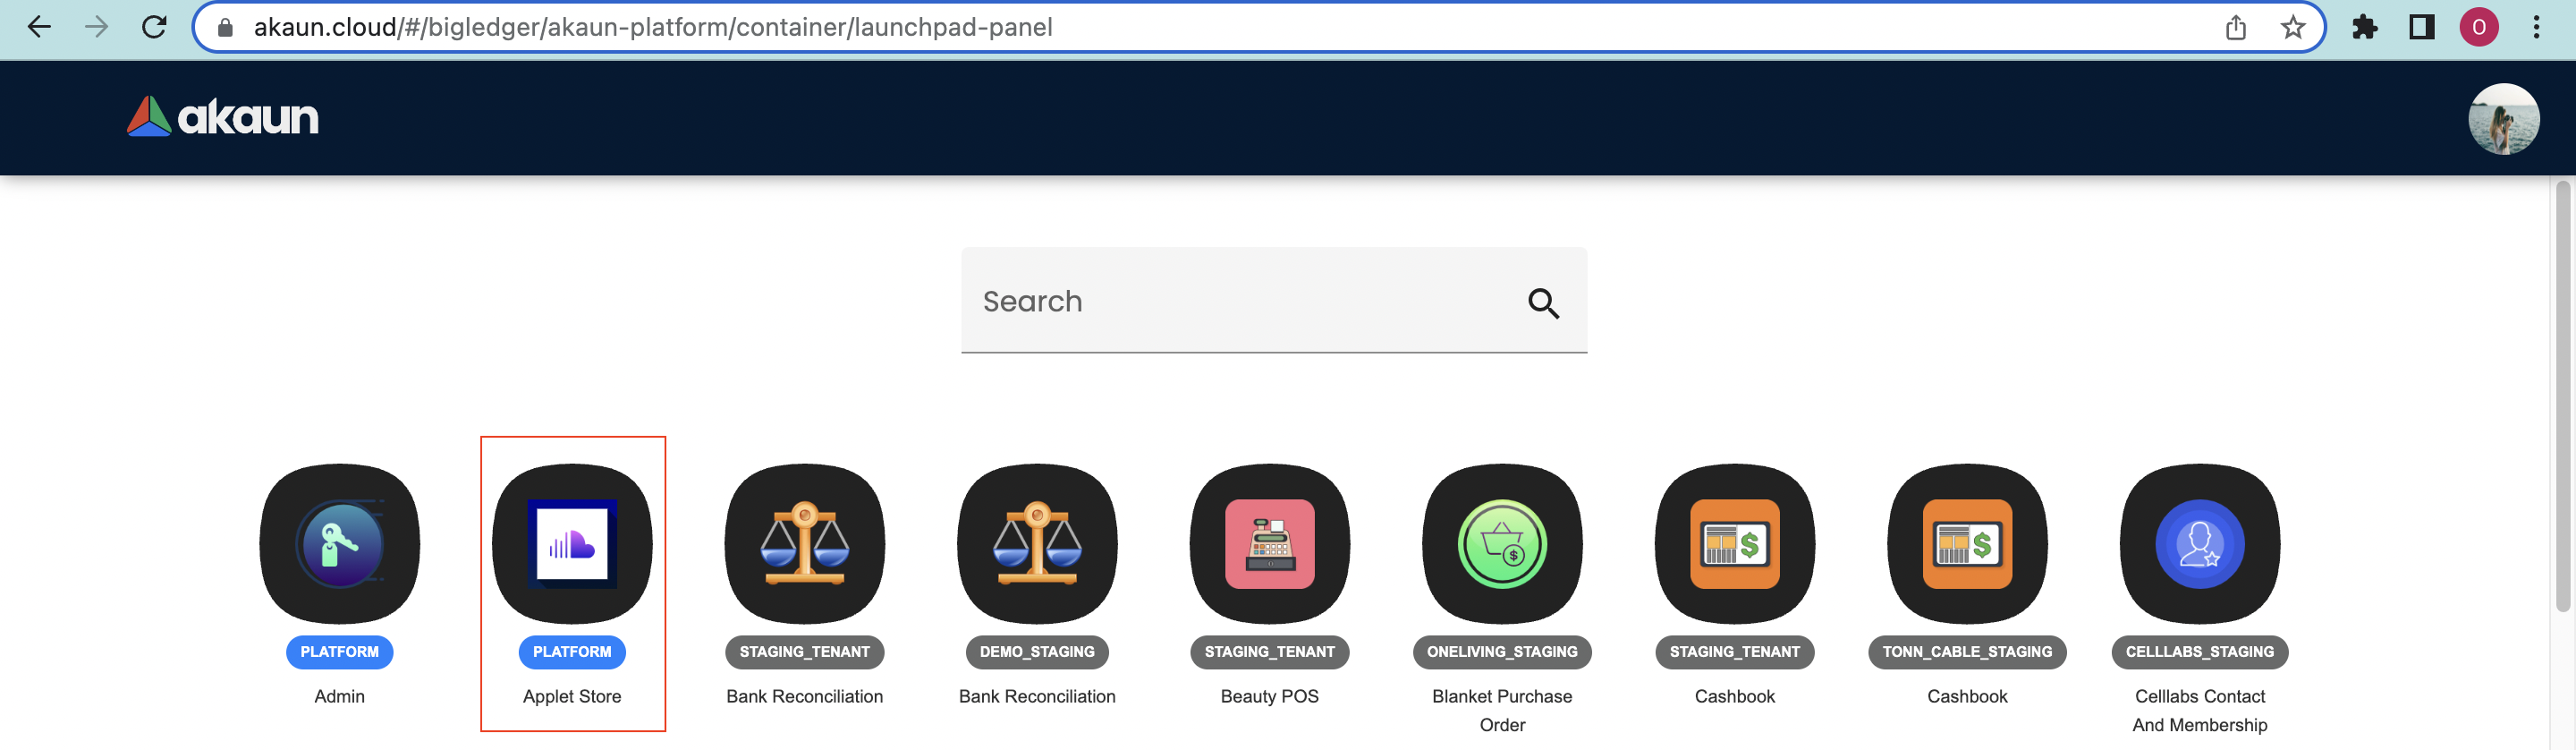 akaun.cloud/#/bigledger/akaun-platform/container/launchpad-panel
O
akaun
Search
PLATFORM
Admin
PLATFORM
Applet Store
STAGING_TENANT
Bank Reconciliation
DEMO_STAGING
Bank Reconciliation
STAGING_TENANT
Beauty POS
ONELIVING_STAGING
Blanket Purchase
Order
STAGING_TENANT
Cashbook
TONN_CABLE_STAGING
Cashbook
CELLLABS_STAGING
Celllabs Contact
And Membership